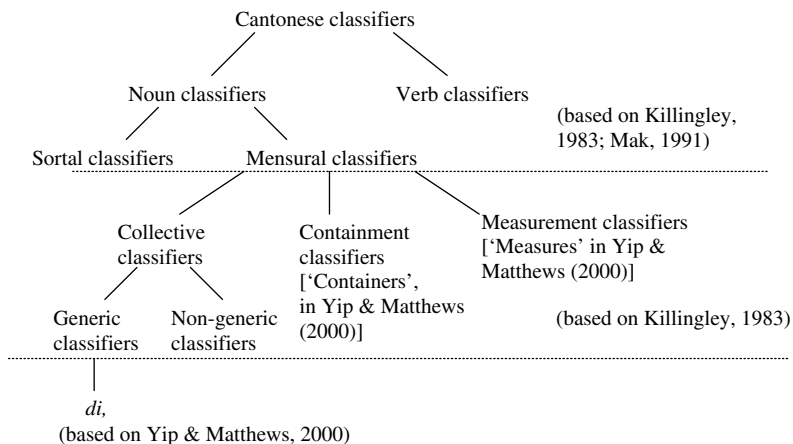 Cantonese classifiers
Noun classifiers
Verb classifiers
(based on Killingley,
1983; Mak, 1991)
Sortal classifiers
Mensural classifiers
Collective
classifiers
Containment
classifiers
[‘Containers’,
in Yip & Matthews
(2000)]
Measurement classifiers
[‘Measures’ in Yip &
Matthews (2000)]
Generic
classifiers
Non-generic
classifiers
(based on Killingley, 1983)
di,
(based on Yip & Matthews, 2000)